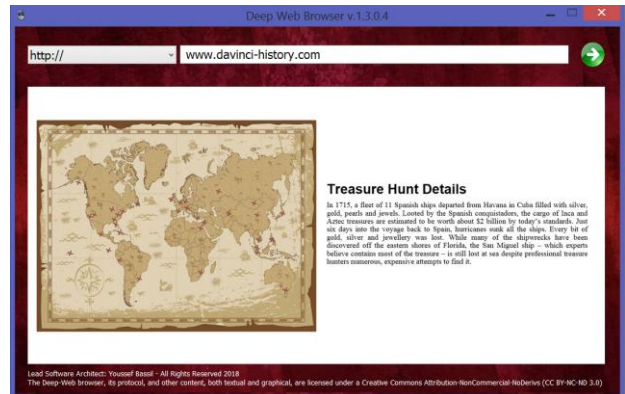 Deep Web Browser v.1.3.0.4
http://
www.davinci-history.com
Treasure Hunt Details
In 1715, a fleet of 11 Spanish ships departed from Havana in Cuba filled with silver,
gold, pearls and jewels. Looted by the Spanish conquistadors, the cargo of Inca and
Aztec treasures are estimated to be worth about $2 billion by today's standards. Just
six days into the voyage back to Spain, hurricanes sunk all the ships. Every bit of
gold, silver and jewellery was lost. While many of the shipwrecks have been
discovered off the eastern shores of Florida, the San Miguel ship – which experts
believe contains most of the treasure – is still lost at sea despite professional treasure
hunters numerous, expensive attempts to find it.
Lead Software Architect: Youssef Bassil - All Rights Reserved 2018
The Deep-Web browser, its protocol, and other content, both textual and graphical, are licensed under a Creative Commons Attribution-NonCommercial-NoDerivs (CC BY-NC-ND 3.0)